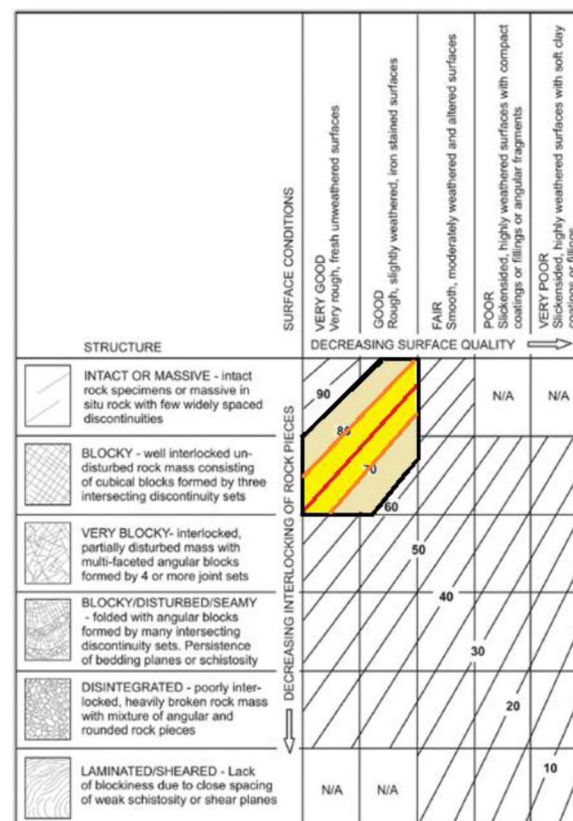 SURFACE CONDITIONS
VERY GOOD
Very rough, fresh unweathered surfaces
GOOD
Rough, slightly weathered, iron stained surfaces
FAIR
Smooth, moderately weathered and altered surfaces
POOR
Slickensided, highly weathered surfaces with compact
coatings or fillings or angular fragments
VERY POOR
Slickensided, highly weathered surfaces with soft clay
coatings or fillings
STRUCTURE
DECREASING SURFACE QUALITY
DECREASING INTERLOCKING OF ROCK PIECES
INTACT OR MASSIVE - intact
rock specimens or massive in
situ rock with few widely spaced
discontinuities
90
N/A
N/A
BLOCKY - well interlocked un-
disturbed rock mass consisting
of cubical blocks formed by three
intersecting discontinuity sets
80
70
60
VERY BLOCKY- interlocked,
partially disturbed mass with
multi-faceted angular blocks
formed by 4 or more joint sets
50
BLOCKY/DISTURBED/SEAMY
- folded with angular blocks
formed by many intersecting
discontinuity sets. Persistence
of bedding planes or schistosity
40
30
DISINTEGRATED - poorly inter-
locked, heavily broken rock mass
with mixture of angular and
rounded rock pieces
20
LAMINATED/SHEARED - Lack
of blockiness due to close spacing
of weak schistosity or shear planes
N/A
N/A
10